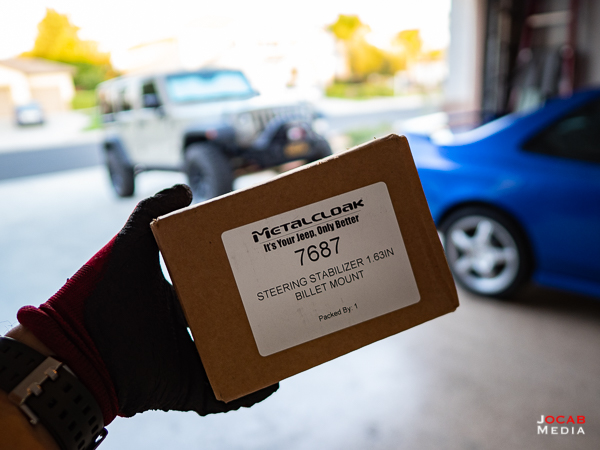 METALCLOAK
It's Your Jeep, Only Better
7687
STEERING STABILIZER 1.63IN
BILLET MOUNT
Packed By: 1
JOCAB
MEDIA